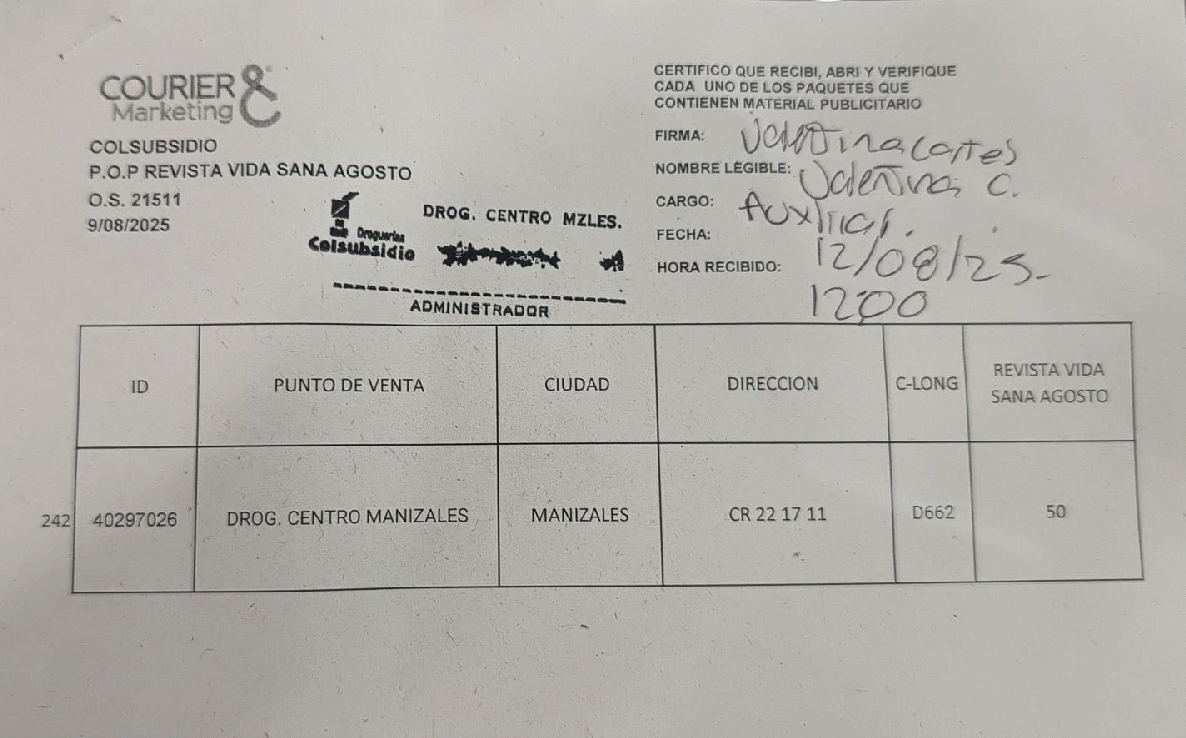 COURIER &
Marketing
COLSUBSIDIO
P.O.P REVISTA VIDA SANA AGOSTO
O.S. 21511
9/08/2025
Droguerías
Colsubsidio
DROG. CENTRO MZLES.
ADMINISTRADOR
CERTIFICO QUE RECIBI, ABRI Y VERIFIQUE
CADA UNO DE LOS PAQUETES QUE
CONTIENEN MATERIAL PUBLICITARIO
FIRMA: Valentina Cortes
NOMBRE LEGIBLE: Valentina C.
CARGO: Auxiliar.
FECHA: 12/08/25-
HORA RECIBIDO: 1200
ID PUNTO DE VENTA CIUDAD DIRECCION C-LONG REVISTA VIDA
SANA AGOSTO
242 40297026 DROG. CENTRO MANIZALES MANIZALES CR 22 17 11 D662 50